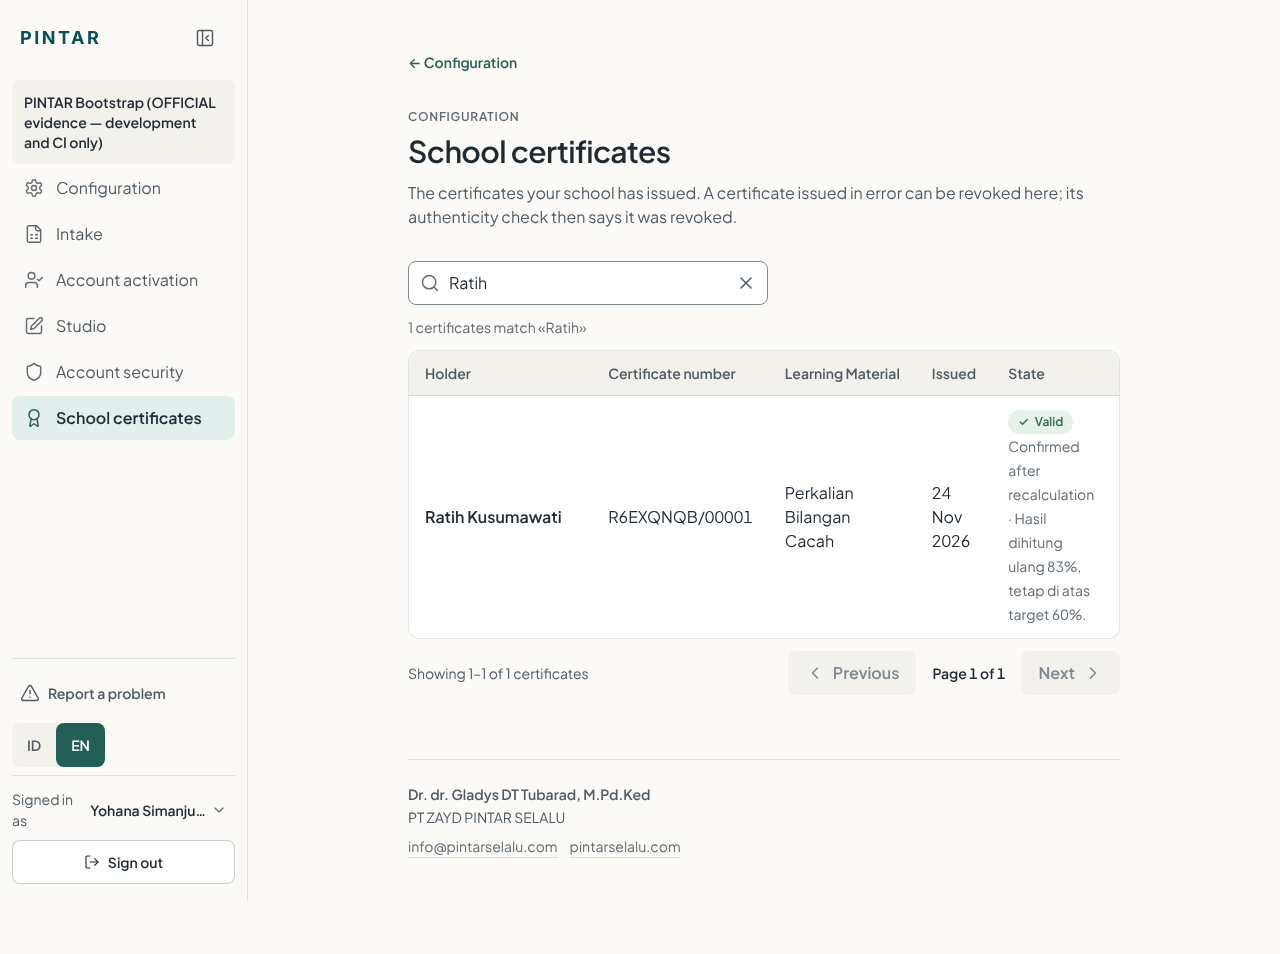 PINTAR
PINTAR Bootstrap (OFFICIAL
evidence — development
and CI only)
Configuration
Intake
Account activation
Studio
Account security
School certificates
Report a problem
ID EN
Signed in
as
Yohana Simanju…
Sign out
← Configuration
CONFIGURATION
School certificates
The certificates your school has issued. A certificate issued in error can be revoked here; its
authenticity check then says it was revoked.
Ratih
1 certificates match «Ratih»
Holder Certificate number Learning Material Issued State
Ratih Kusumawati
R6EXQNQB/00001
Perkalian
Bilangan
Cacah
24
Nov
2026
Valid
Confirmed
after
recalculation
· Hasil
dihitung
ulang 83%,
tetap di atas
target 60%.
Showing 1–1 of 1 certificates
Previous
Page 1 of 1
Next
Dr. dr. Gladys DT Tubarad, M.Pd.Ked
PT ZAYD PINTAR SELALU
info@pintarselalu.com pintarselalu.com